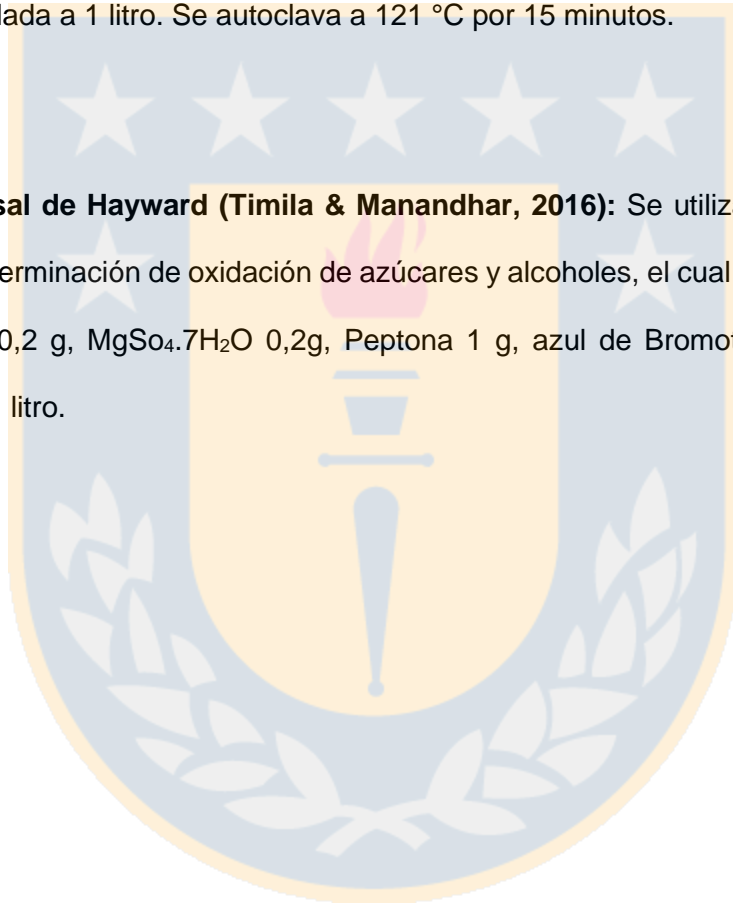 lada a 1 litro. Se autoclava a 121 °C por 15 minutos.
sal de Hayward (Timila & Manandhar, 2016): Se utiliza
erminación de oxidación de azúcares y alcoholes, el cual
0,2 g, MgSo₄.7H₂O 0,2g, Peptona 1 g, azul de Bromot
litro.